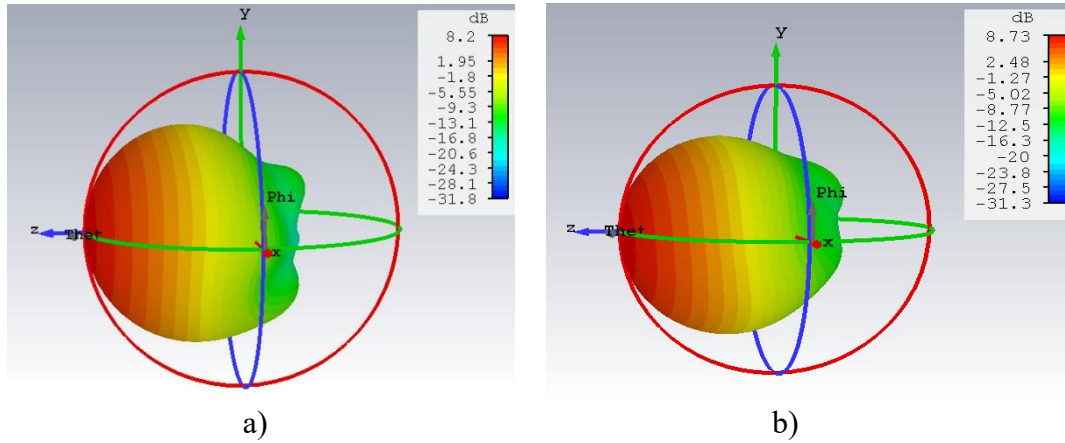 dB
8.2
1.95
-1.8
-5.55
-9.3
-13.1
-16.8
-20.6
-24.3
-28.1
-31.8
Y
Phi
z
Thet
x
a)
dB
8.73
2.48
-1.27
-5.02
-8.77
-12.5
-16.3
-20
-23.8
-27.5
-31.3
Y
Phi
z
Thet
x
b)